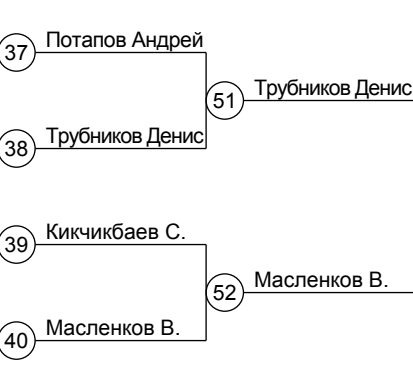 37 Потапов Андрей
51 Трубников Денис
38 Трубников Денис
39 Кикчикбаев С.
52 Масленков В.
40 Масленков В.